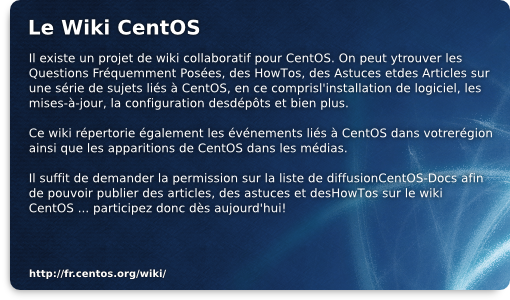 Le Wiki CentOS
Il existe un projet de wiki collaboratif pour CentOS. On peut ytrouver les
Questions Fréquemment Posées, des HowTos, des Astuces etdes Articles sur
une série de sujets liés à CentOS, en ce comprisl'installation de logiciel, les
mises-à-jour, la configuration desdépôts et bien plus.
Ce wiki répertorie également les événements liés à CentOS dans votrerégion
ainsi que les apparitions de CentOS dans les médias.
Il suffit de demander la permission sur la liste de diffusionCentOS-Docs afin
de pouvoir publier des articles, des astuces et desHowTos sur le wiki
CentOS ... participez donc dès aujourd'hui!
http://fr.centos.org/wiki/